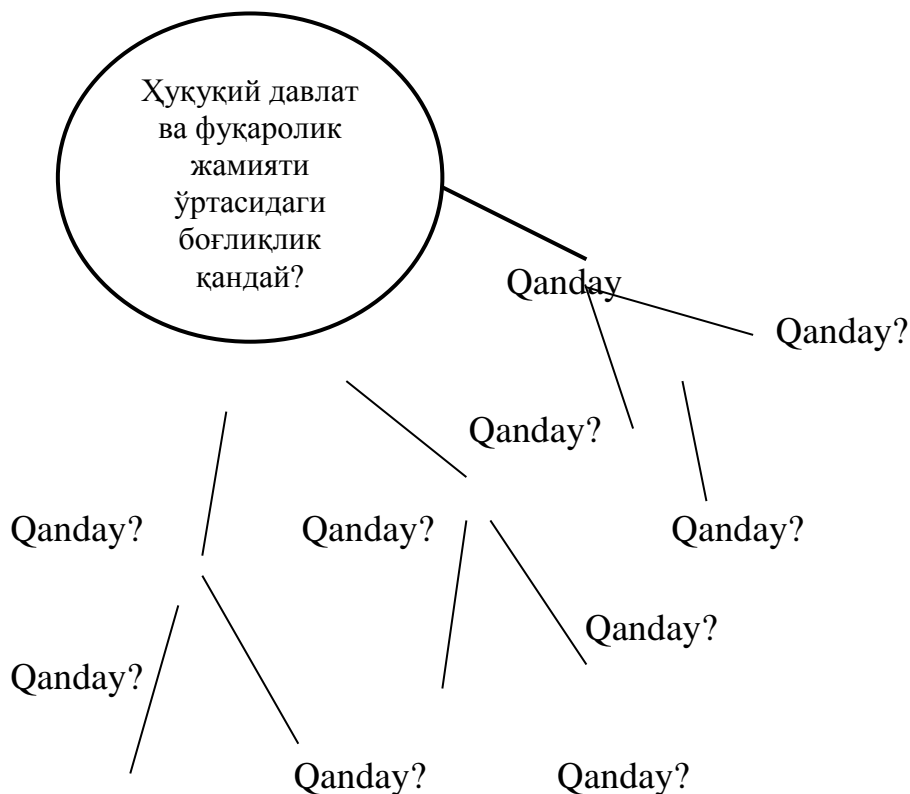 Ҳуқуқий давлат
ва фуқаролик
жамияти
ўртасидаги
боғлиқлик
қандай?
Qanday
Qanday?
Qanday?
Qanday?
Qanday?
Qanday?
Qanday?
Qanday?
Qanday?
Qanday?